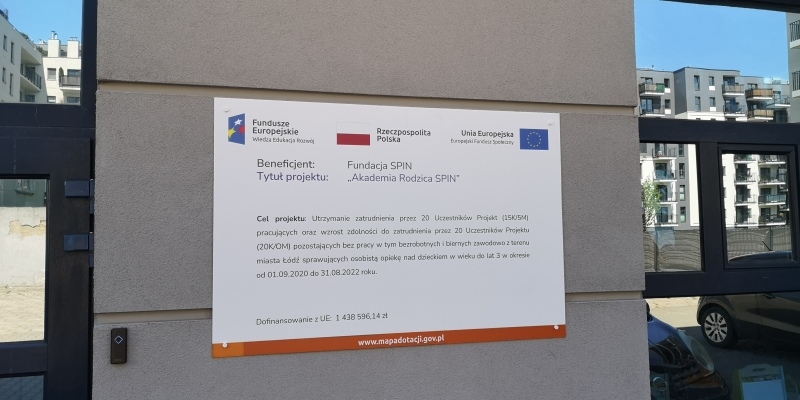 Fundusze
Europejskie
Wiedza Edukacja Rozwój
Rzeczpospolita
Polska
Unia Europejska
Europejski Fundusz Społeczny
Beneficjent: Fundacja SPIN
Tytuł projektu: „Akademia Rodzica SPIN"
Cel projektu: Utrzymanie zatrudnienia przez 20 Uczestników Projekt (15K/5M)
pracujących oraz wzrost zdolności do zatrudnienia przez 20 Uczestników Projektu
(20K/OM) pozostających bez pracy w tym bezrobotnych i biernych zawodowo z terenu
miasta Łódź sprawujących osobistą opiekę nad dzieckiem w wieku do lat 3 w okresie
od 01.09.2020 do 31.08.2022 roku.
Dofinansowanie z UE: 1 438 596,14 zł
www.mapadotacji.gov.pl